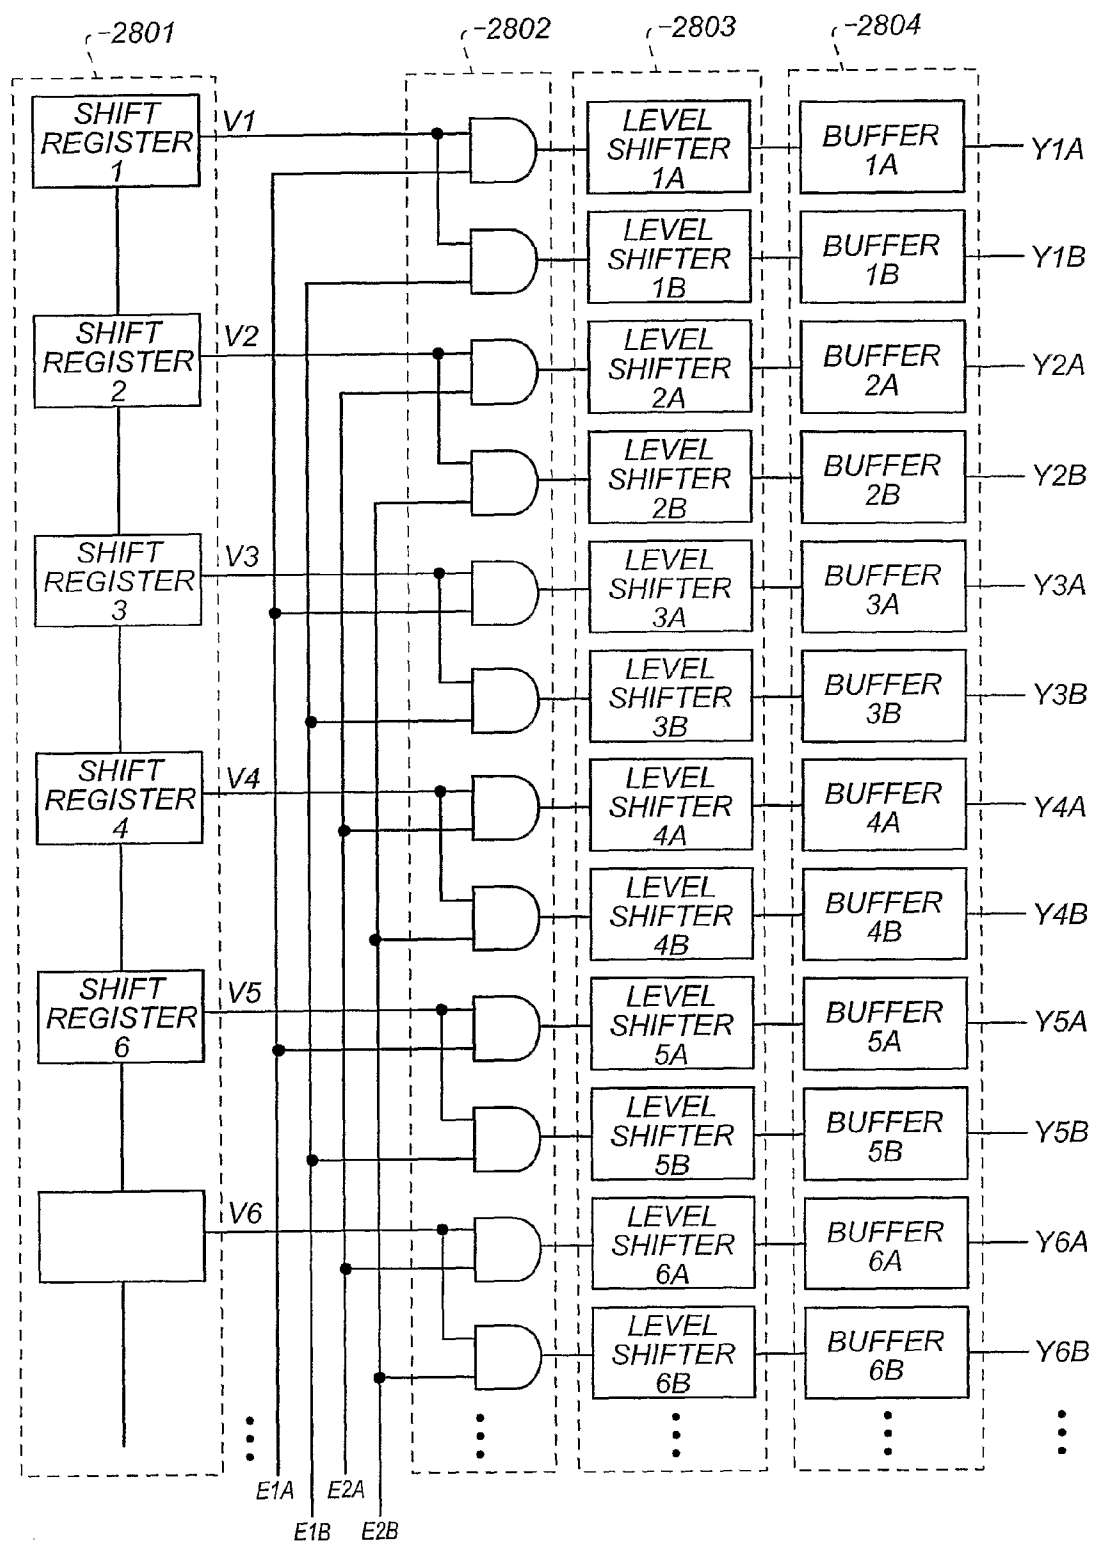 2801
2802
2803
2804
SHIFT
REGISTER
1
V1
LEVEL
SHIFTER
1A
BUFFER
1A
Y1A
LEVEL
SHIFTER
1B
BUFFER
1B
Y1B
SHIFT
REGISTER
2
V2
LEVEL
SHIFTER
2A
BUFFER
2A
Y2A
LEVEL
SHIFTER
2B
BUFFER
2B
Y2B
SHIFT
REGISTER
3
V3
LEVEL
SHIFTER
3A
BUFFER
3A
Y3A
LEVEL
SHIFTER
3B
BUFFER
3B
Y3B
SHIFT
REGISTER
4
V4
LEVEL
SHIFTER
4A
BUFFER
4A
Y4A
LEVEL
SHIFTER
4B
BUFFER
4B
Y4B
SHIFT
REGISTER
6
V5
LEVEL
SHIFTER
5A
BUFFER
5A
Y5A
LEVEL
SHIFTER
5B
BUFFER
5B
Y5B
V6
LEVEL
SHIFTER
6A
BUFFER
6A
Y6A
LEVEL
SHIFTER
6B
BUFFER
6B
Y6B
E1A
E2A
E1B
E2B